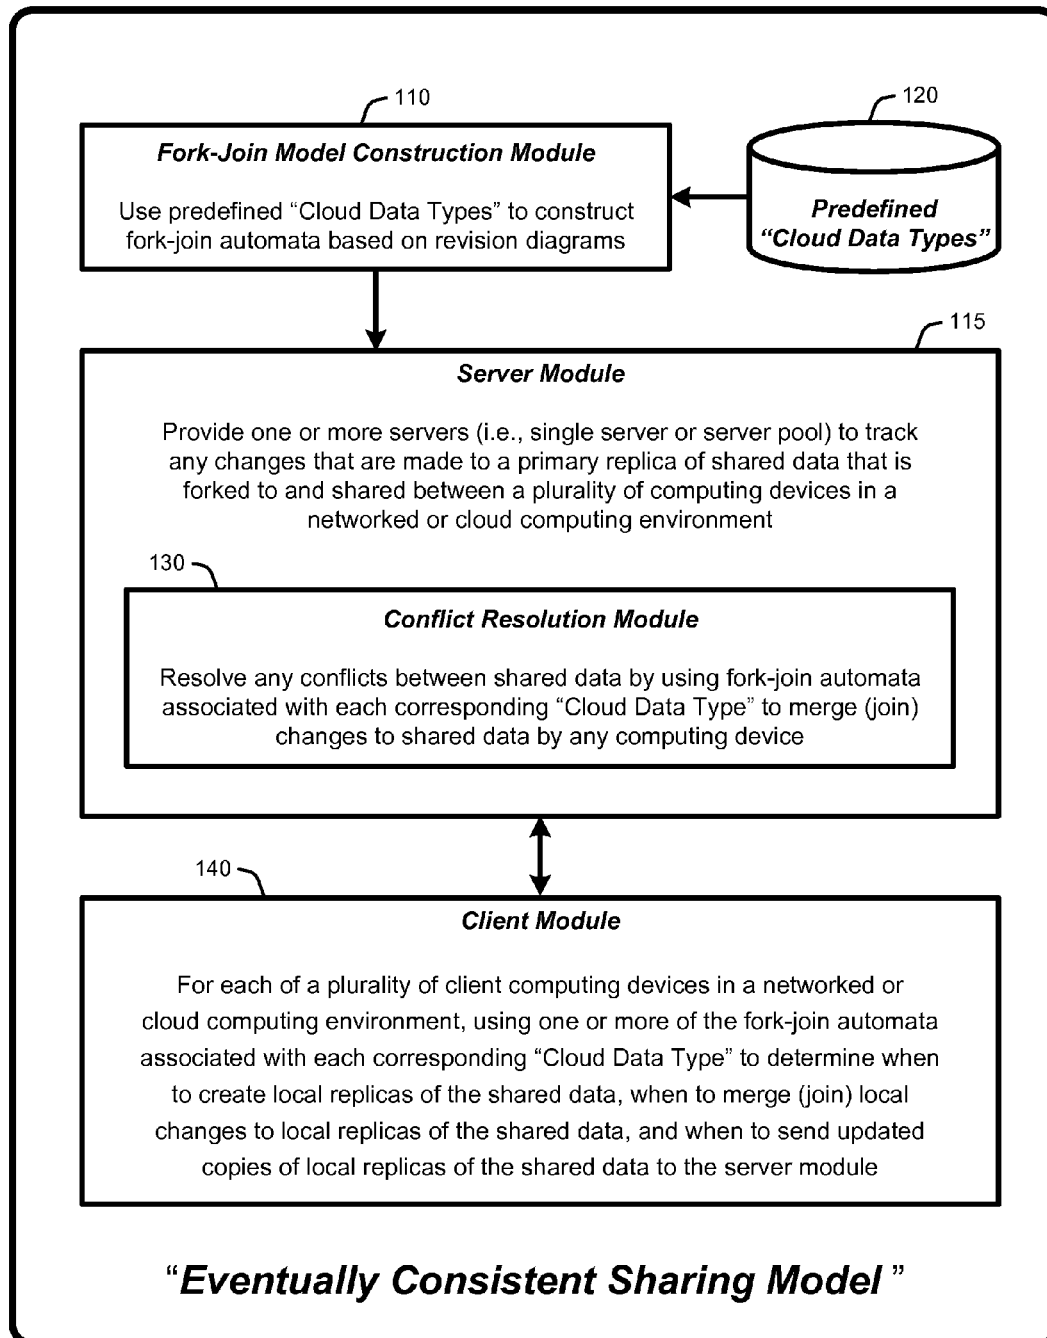 110
120
Fork-Join Model Construction Module
Use predefined “Cloud Data Types” to construct
fork-join automata based on revision diagrams
Predefined
“Cloud Data Types”
115
Server Module
Provide one or more servers (i.e., single server or server pool) to track
any changes that are made to a primary replica of shared data that is
forked to and shared between a plurality of computing devices in a
networked or cloud computing environment
130
Conflict Resolution Module
Resolve any conflicts between shared data by using fork-join automata
associated with each corresponding “Cloud Data Type” to merge (join)
changes to shared data by any computing device
140
Client Module
For each of a plurality of client computing devices in a networked or
cloud computing environment, using one or more of the fork-join automata
associated with each corresponding “Cloud Data Type” to determine when
to create local replicas of the shared data, when to merge (join) local
changes to local replicas of the shared data, and when to send updated
copies of local replicas of the shared data to the server module
“Eventually Consistent Sharing Model ”